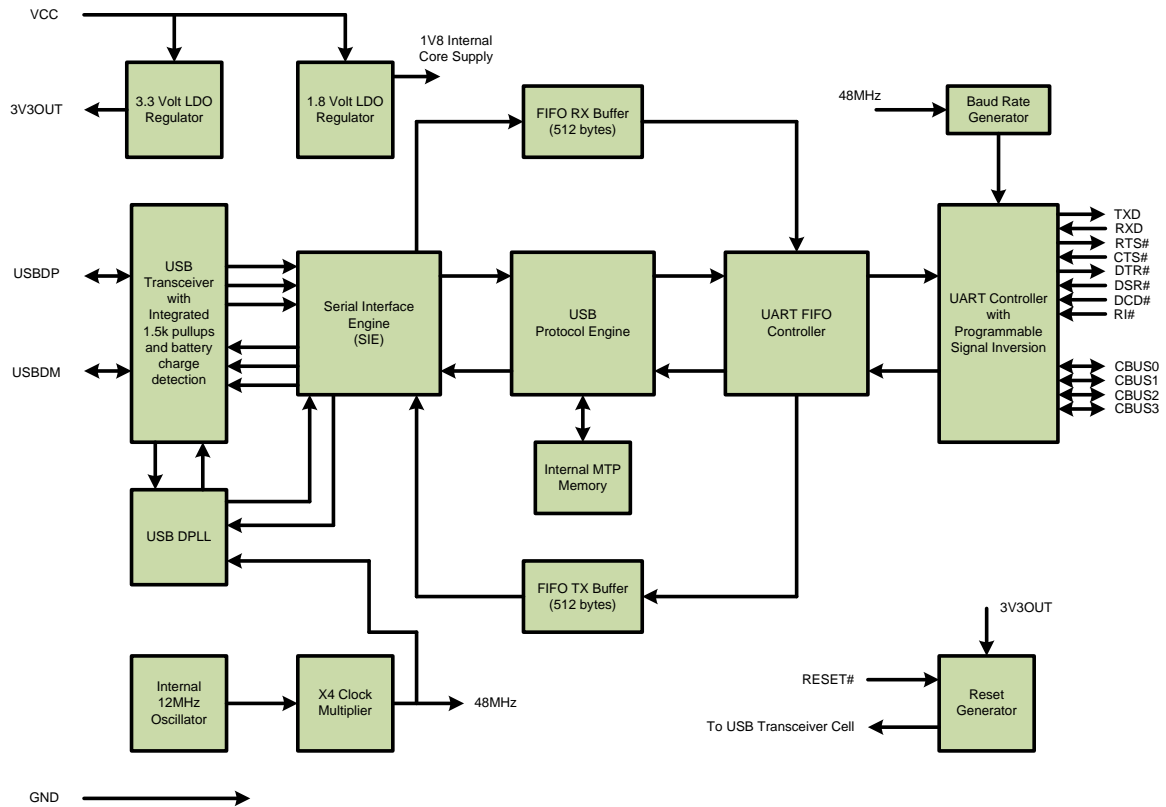 VCC
1V8 Internal
Core Supply
3.3 Volt LDO
Regulator
1.8 Volt LDO
Regulator
3V3OUT
FIFO RX Buffer
(512 bytes)
48MHz
Baud Rate
Generator
USBDP
USBDM
USB
Transceiver
with
Integrated
1.5k pullups
and battery
charge
detection
Serial Interface
Engine
(SIE)
USB
Protocol Engine
UART FIFO
Controller
UART Controller
with
Programmable
Signal Inversion
TXD
RXD
RTS#
CTS#
DTR#
DSR#
DCD#
RI#
CBUS0
CBUS1
CBUS2
CBUS3
Internal MTP
Memory
USB DPLL
FIFO TX Buffer
(512 bytes)
3V3OUT
Internal
12MHz
Oscillator
X4 Clock
Multiplier
48MHz
RESET#
To USB Transceiver Cell
Reset
Generator
GND